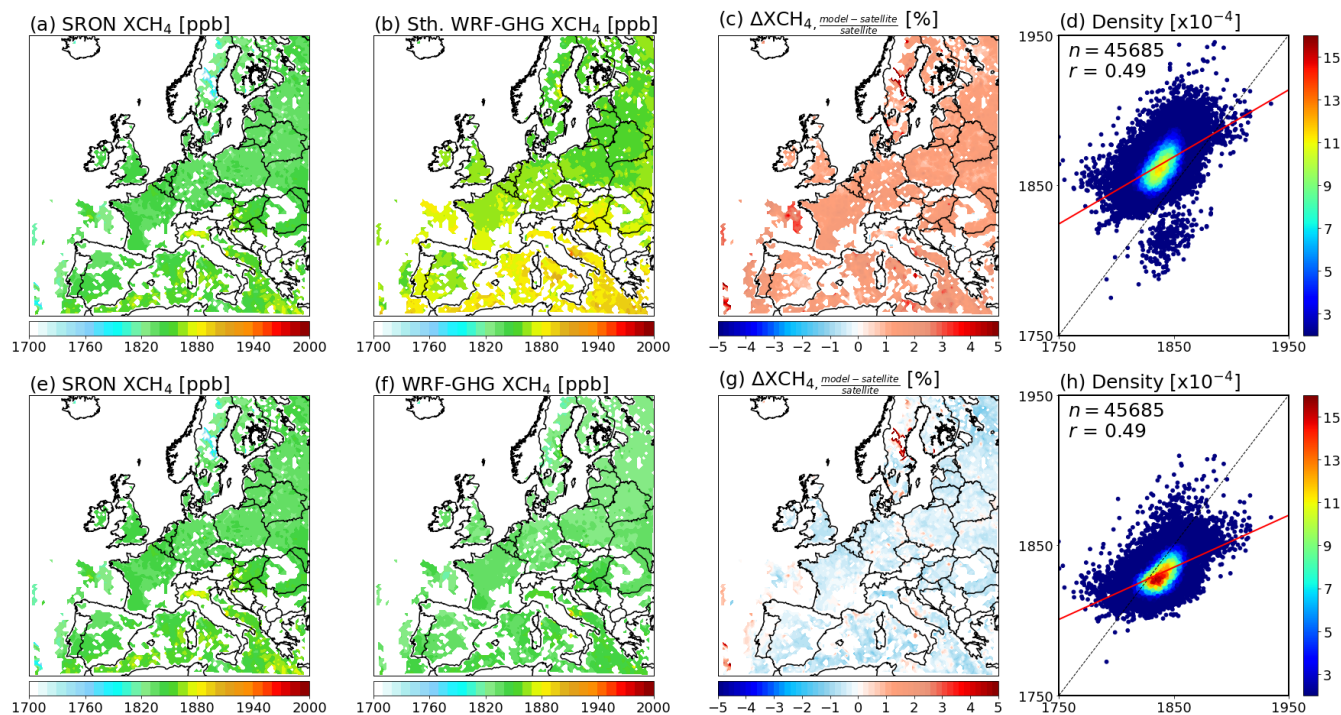 (a) SRON XCH₄ [ppb]
(b) Sth. WRF-GHG XCH₄ [ppb]
(c) ΔXCH₄, model−satellite/satellite [%]
(d) Density [x10⁻⁴]
1950
n = 45685
r = 0.49
1850
1750
1750 1850 1950
15
13
11
9
7
5
3
1700 1760 1820 1880 1940 2000
1700 1760 1820 1880 1940 2000
−5 −4 −3 −2 −1 0 1 2 3 4 5
(e) SRON XCH₄ [ppb]
(f) WRF-GHG XCH₄ [ppb]
(g) ΔXCH₄, model−satellite/satellite [%]
(h) Density [x10⁻⁴]
1950
n = 45685
r = 0.49
1850
1750
1750 1850 1950
15
13
11
9
7
5
3
1700 1760 1820 1880 1940 2000
1700 1760 1820 1880 1940 2000
−5 −4 −3 −2 −1 0 1 2 3 4 5